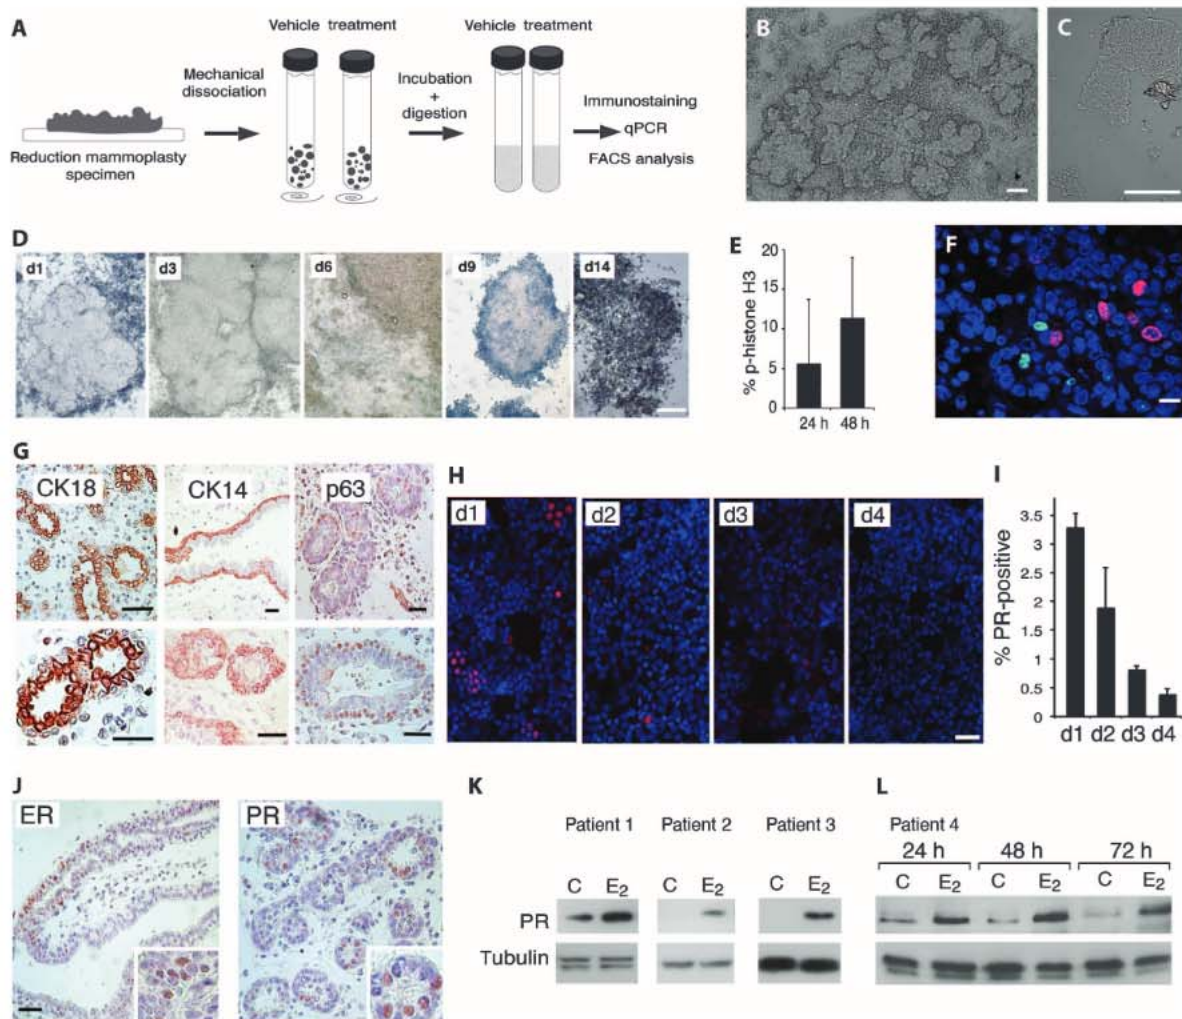 A
Vehicle treatment
Vehicle treatment
Mechanical
dissociation
Incubation
+
digestion
Immunostaining
qPCR
FACS analysis
Reduction mammoplasty
specimen
B
C
D
d1
d3
d6
d9
d14
E
% p-histone H3
20
15
10
5
0
24 h
48 h
F
G
CK18
CK14
p63
H
d1
d2
d3
d4
I
% PR-positive
3.5
3
2.5
2
1.5
1
0.5
0
d1
d2
d3
d4
J
ER
PR
K
Patient 1
Patient 2
Patient 3
C
E2
C
E2
C
E2
PR
Tubulin
L
Patient 4
24 h
48 h
72 h
C
E2
C
E2
C
E2